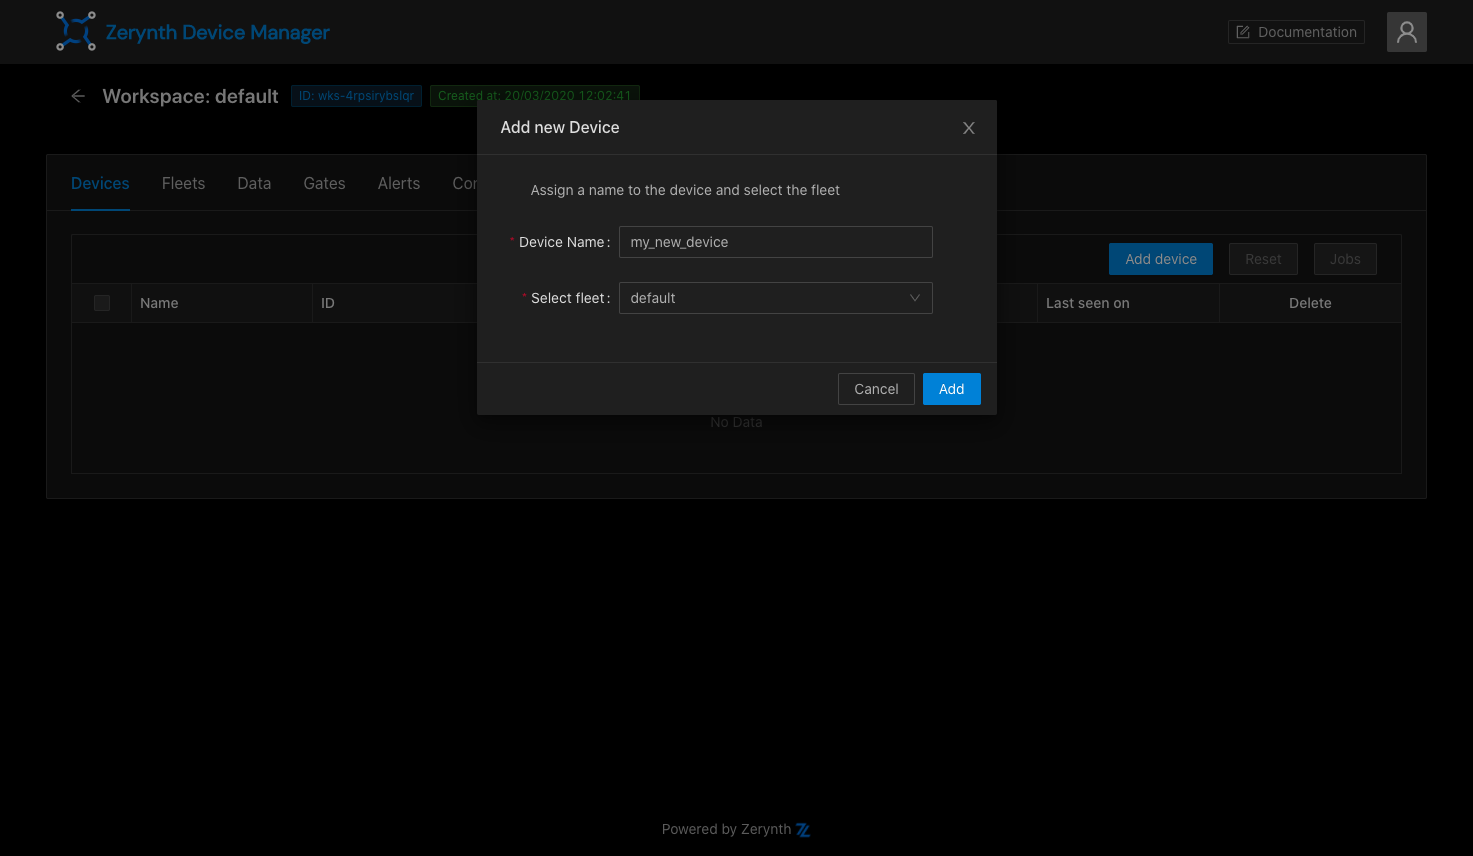 Zerynth Device Manager
Documentation
Workspace: default
ID: wks-4rpsirybslqr
Created at: 20/03/2020 12:02:41
Add new Device
Devices Fleets Data Gates Alerts
Assign a name to the device and select the fleet
* Device Name: my_new_device
Add device Reset Jobs
* Select fleet: default
Name ID Last seen on Delete
Cancel Add
No Data
Powered by Zerynth